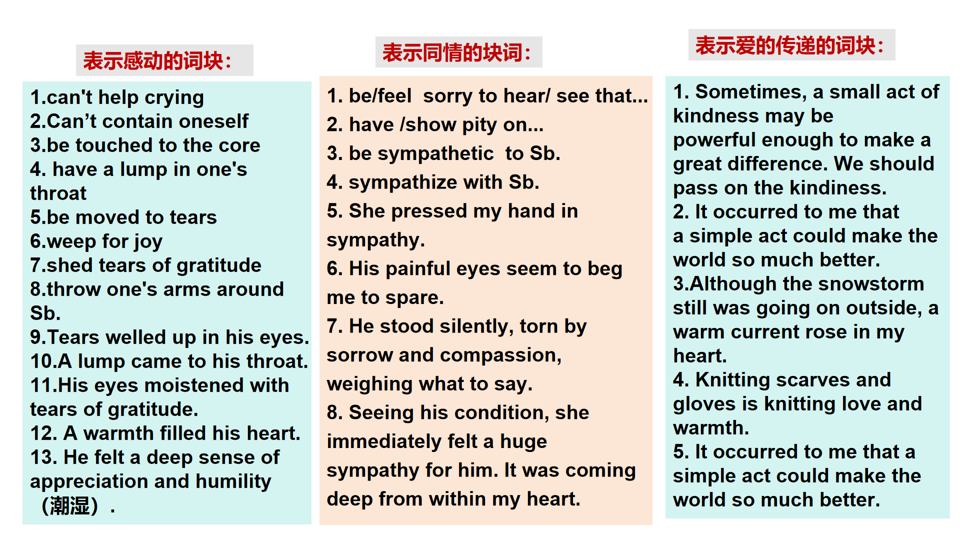 表示感动的词块：
1.can't help crying
2.Can’t contain oneself
3.be touched to the core
4. have a lump in one's
throat
5.be moved to tears
6.weep for joy
7.shed tears of gratitude
8.throw one's arms around
Sb.
9.Tears welled up in his eyes.
10.A lump came to his throat.
11.His eyes moistened with
tears of gratitude.
12. A warmth filled his heart.
13. He felt a deep sense of
appreciation and humility
（潮湿）.
表示同情的块词：
1. be/feel sorry to hear/ see that...
2. have /show pity on...
3. be sympathetic to Sb.
4. sympathize with Sb.
5. She pressed my hand in
sympathy.
6. His painful eyes seem to beg
me to spare.
7. He stood silently, torn by
sorrow and compassion,
weighing what to say.
8. Seeing his condition, she
immediately felt a huge
sympathy for him. It was coming
deep from within my heart.
表示爱的传递的词块：
1. Sometimes, a small act of
kindness may be
powerful enough to make a
great difference. We should
pass on the kindiness.
2. It occurred to me that
a simple act could make the
world so much better.
3.Although the snowstorm
still was going on outside, a
warm current rose in my
heart.
4. Knitting scarves and
gloves is knitting love and
warmth.
5. It occurred to me that a
simple act could make the
world so much better.